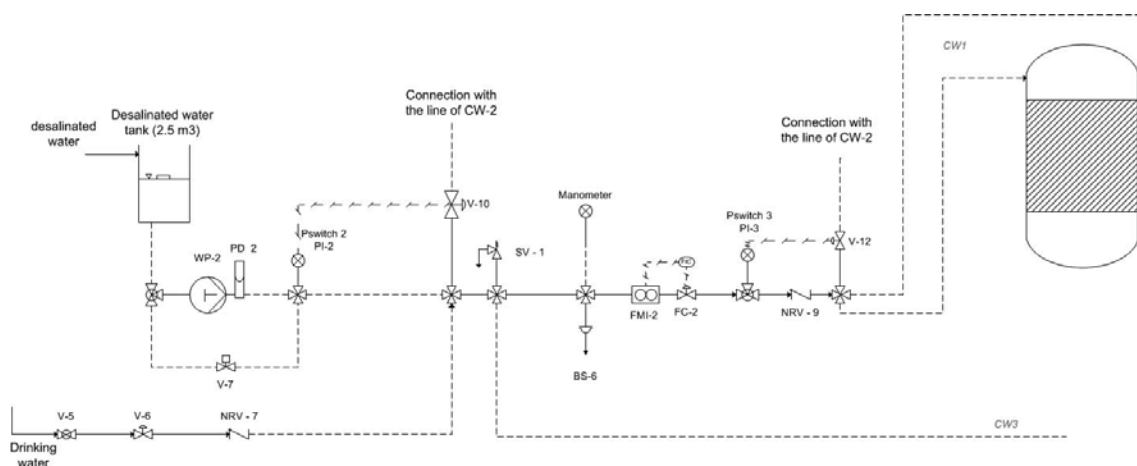 CW1
Connection with
the line of CW-2
Desalinated water
tank (2.5 m3)
desalinated
water
Connection with
the line of CW-2
Manometer
V-10
Pswitch 2
PI-2
Pswitch 3
PI-3
PD 2
WP-2
SV - 1
V-12
FIC
FMI-2
FC-2
NRV - 9
V-7
BS-6
V-5
V-6
NRV - 7
CW3
Drinking
water